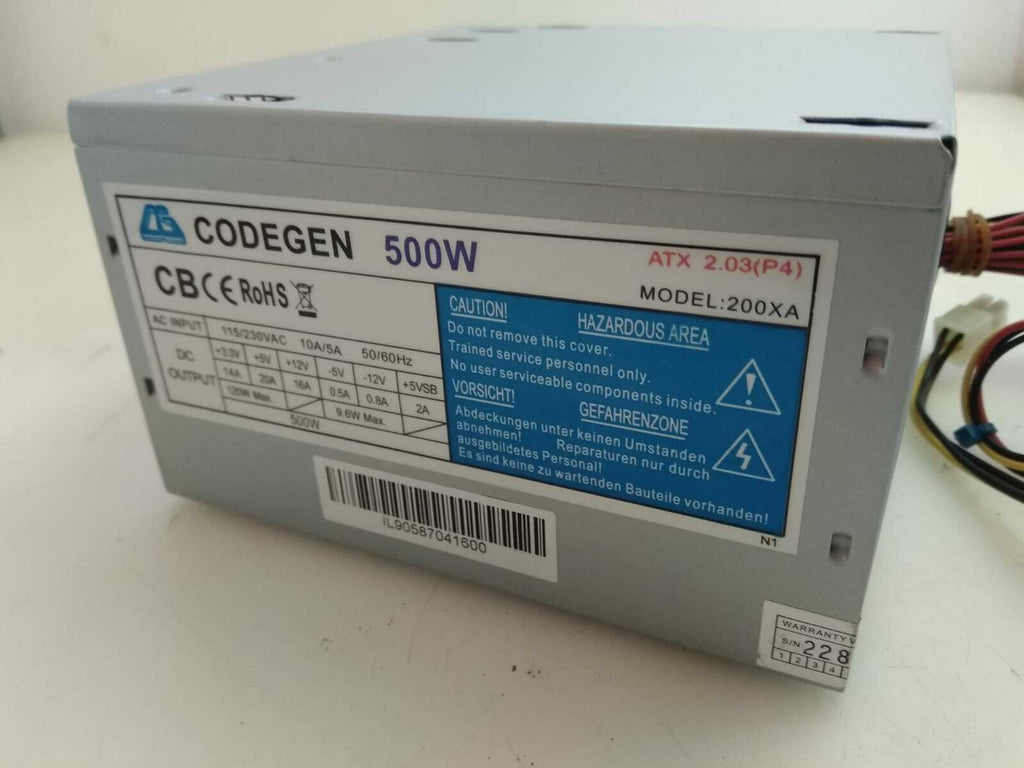 CODEGEN 500W
ATX 2.03(P4)
MODEL:200XA
CB CE RoHS
AC INPUT 115/230VAC 10A/5A 50/60Hz
DC OUTPUT +3.3V +5V +12V -5V -12V +5VSB
14A 20A 16A 0.5A 0.8A 2A
120W Max. 9.6W Max.
500W
CAUTION! HAZARDOUS AREA
Do not remove this cover.
Trained service personnel only.
No user serviceable components inside.
VORSICHT! GEFAHRENZONE
Abdeckungen unter keinen Umstanden
abnehmen! Reparaturen nur durch
ausgebildetes Personal!
Es sind keine zu wartenden Bauteile vorhanden!
N1
IL90587041600
WARRANTY
S/N 228
1 2 3 4